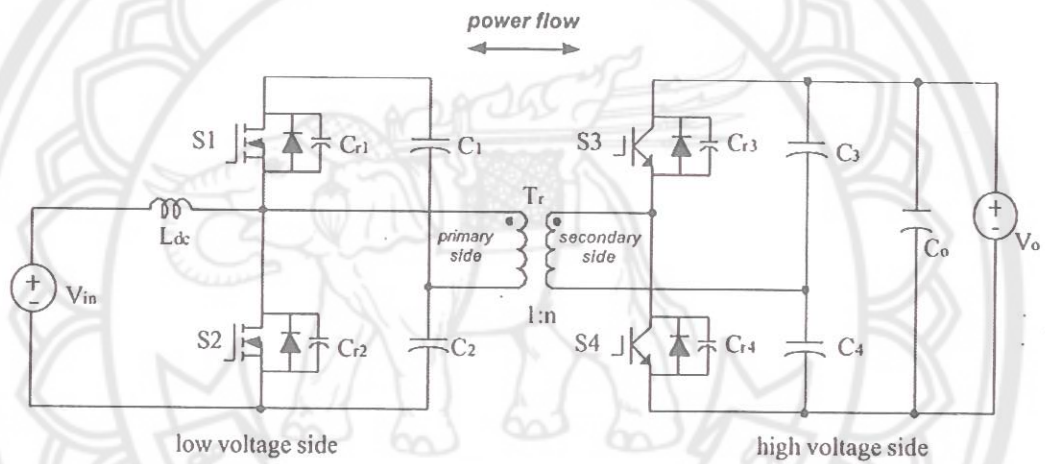 power flow
S1
Cr1
C1
S3
Cr3
C3
Tr
Ldc
primary
side
secondary
side
Co
Vo
Vin
1:n
S2
Cr2
C2
S4
Cr4
C4
low voltage side
high voltage side